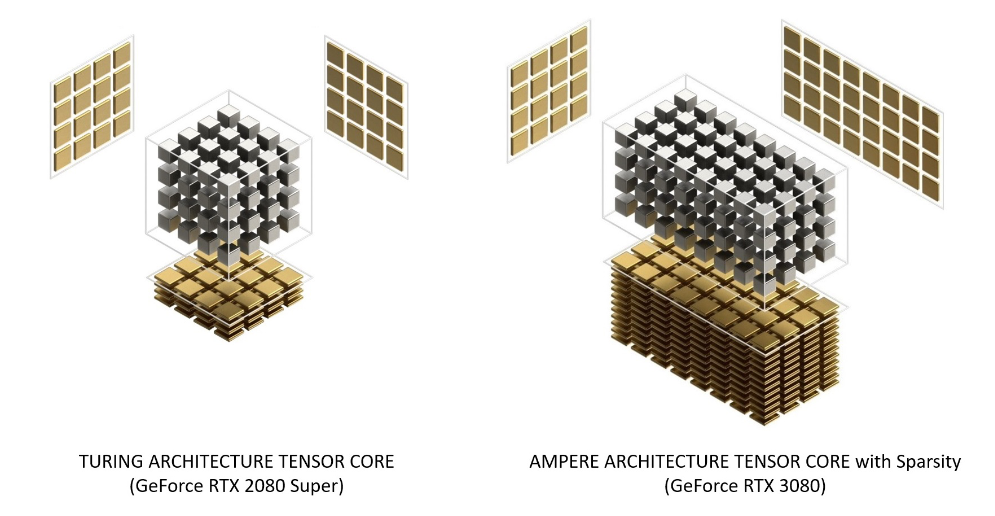 TURING ARCHITECTURE TENSOR CORE
(GeForce RTX 2080 Super)
AMPERE ARCHITECTURE TENSOR CORE with Sparsity
(GeForce RTX 3080)